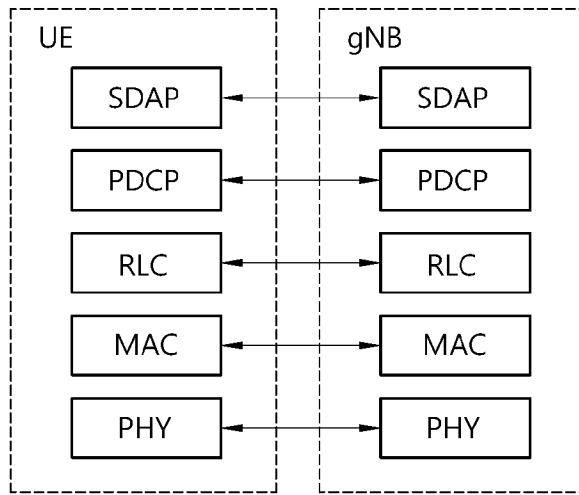 UE gNB
SDAP SDAP
PDCP PDCP
RLC RLC
MAC MAC
PHY PHY